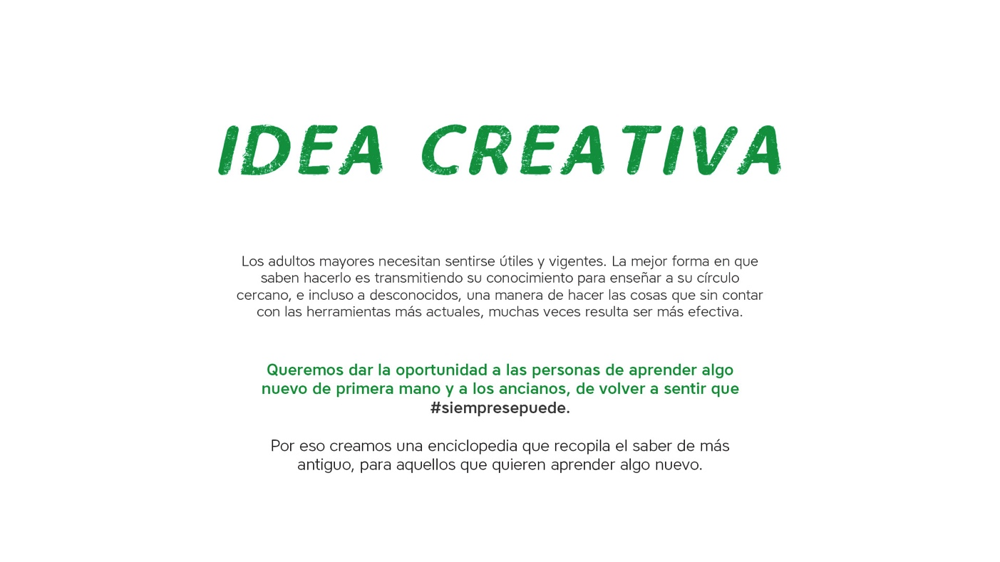 IDEA CREATIVA
Los adultos mayores necesitan sentirse útiles y vigentes. La mejor forma en que
saben hacerlo es transmitiendo su conocimiento para enseñar a su círculo
cercano, e incluso a desconocidos, una manera de hacer las cosas que sin contar
con las herramientas más actuales, muchas veces resulta ser más efectiva.
Queremos dar la oportunidad a las personas de aprender algo
nuevo de primera mano y a los ancianos, de volver a sentir que
#siempresepuede.
Por eso creamos una enciclopedia que recopila el saber de más
antiguo, para aquellos que quieren aprender algo nuevo.